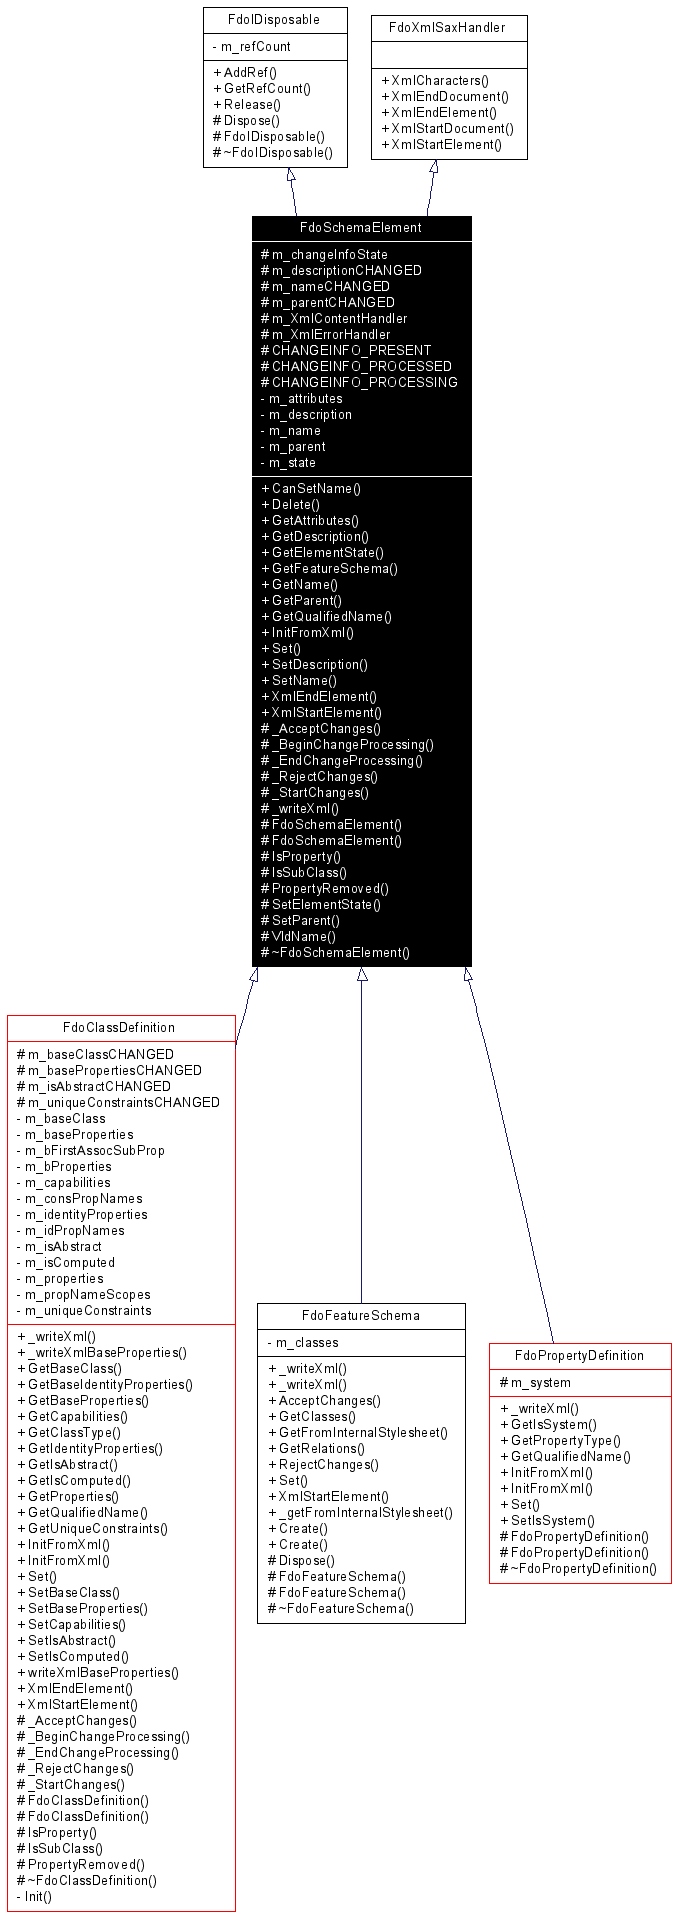 FdoIDisposable
- m_refCount
+ AddRef()
+ GetRefCount()
+ Release()
# Dispose()
# FdoIDisposable()
# ~FdoIDisposable()
FdoXmlSaxHandler
+ XmlCharacters()
+ XmlEndDocument()
+ XmlEndElement()
+ XmlStartDocument()
+ XmlStartElement()
FdoSchemaElement
# m_changeInfoState
# m_descriptionCHANGED
# m_nameCHANGED
# m_parentCHANGED
# m_XmlContentHandler
# m_XmlErrorHandler
# CHANGEINFO_PRESENT
# CHANGEINFO_PROCESSED
# CHANGEINFO_PROCESSING
- m_attributes
- m_description
- m_name
- m_parent
- m_state
+ CanSetName()
+ Delete()
+ GetAttributes()
+ GetDescription()
+ GetElementState()
+ GetFeatureSchema()
+ GetName()
+ GetParent()
+ GetQualifiedName()
+ InitFromXml()
+ Set()
+ SetDescription()
+ SetName()
+ XmlEndElement()
+ XmlStartElement()
# _AcceptChanges()
# _BeginChangeProcessing()
# _EndChangeProcessing()
# _RejectChanges()
# _StartChanges()
# _writeXml()
# FdoSchemaElement()
# FdoSchemaElement()
# IsProperty()
# IsSubClass()
# PropertyRemoved()
# SetElementState()
# SetParent()
# VldName()
# ~FdoSchemaElement()
FdoClassDefinition
# m_baseClassCHANGED
# m_basePropertiesCHANGED
# m_isAbstractCHANGED
# m_uniqueConstraintsCHANGED
- m_baseClass
- m_baseProperties
- m_bFirstAssocSubProp
- m_bProperties
- m_capabilities
- m_consPropNames
- m_identityProperties
- m_idPropNames
- m_isAbstract
- m_isComputed
- m_properties
- m_propNameScopes
- m_uniqueConstraints
+ _writeXml()
+ _writeXmlBaseProperties()
+ GetBaseClass()
+ GetBaseIdentityProperties()
+ GetBaseProperties()
+ GetCapabilities()
+ GetClassType()
+ GetIdentityProperties()
+ GetIsAbstract()
+ GetIsComputed()
+ GetProperties()
+ GetQualifiedName()
+ GetUniqueConstraints()
+ InitFromXml()
+ InitFromXml()
+ Set()
+ SetBaseClass()
+ SetBaseProperties()
+ SetCapabilities()
+ SetIsAbstract()
+ SetIsComputed()
+ writeXmlBaseProperties()
+ XmlEndElement()
+ XmlStartElement()
# _AcceptChanges()
# _BeginChangeProcessing()
# _EndChangeProcessing()
# _RejectChanges()
# _StartChanges()
# FdoClassDefinition()
# FdoClassDefinition()
# IsProperty()
# IsSubClass()
# PropertyRemoved()
# ~FdoClassDefinition()
- Init()
FdoFeatureSchema
- m_classes
+ _writeXml()
+ _writeXml()
+ AcceptChanges()
+ GetClasses()
+ GetFromInternalStylesheet()
+ GetRelations()
+ RejectChanges()
+ Set()
+ XmlStartElement()
+ _getFromInternalStylesheet()
+ Create()
+ Create()
# Dispose()
# FdoFeatureSchema()
# FdoFeatureSchema()
# ~FdoFeatureSchema()
FdoPropertyDefinition
# m_system
+ _writeXml()
+ GetIsSystem()
+ GetPropertyType()
+ GetQualifiedName()
+ InitFromXml()
+ InitFromXml()
+ Set()
+ SetIsSystem()
# FdoPropertyDefinition()
# FdoPropertyDefinition()
# ~FdoPropertyDefinition()